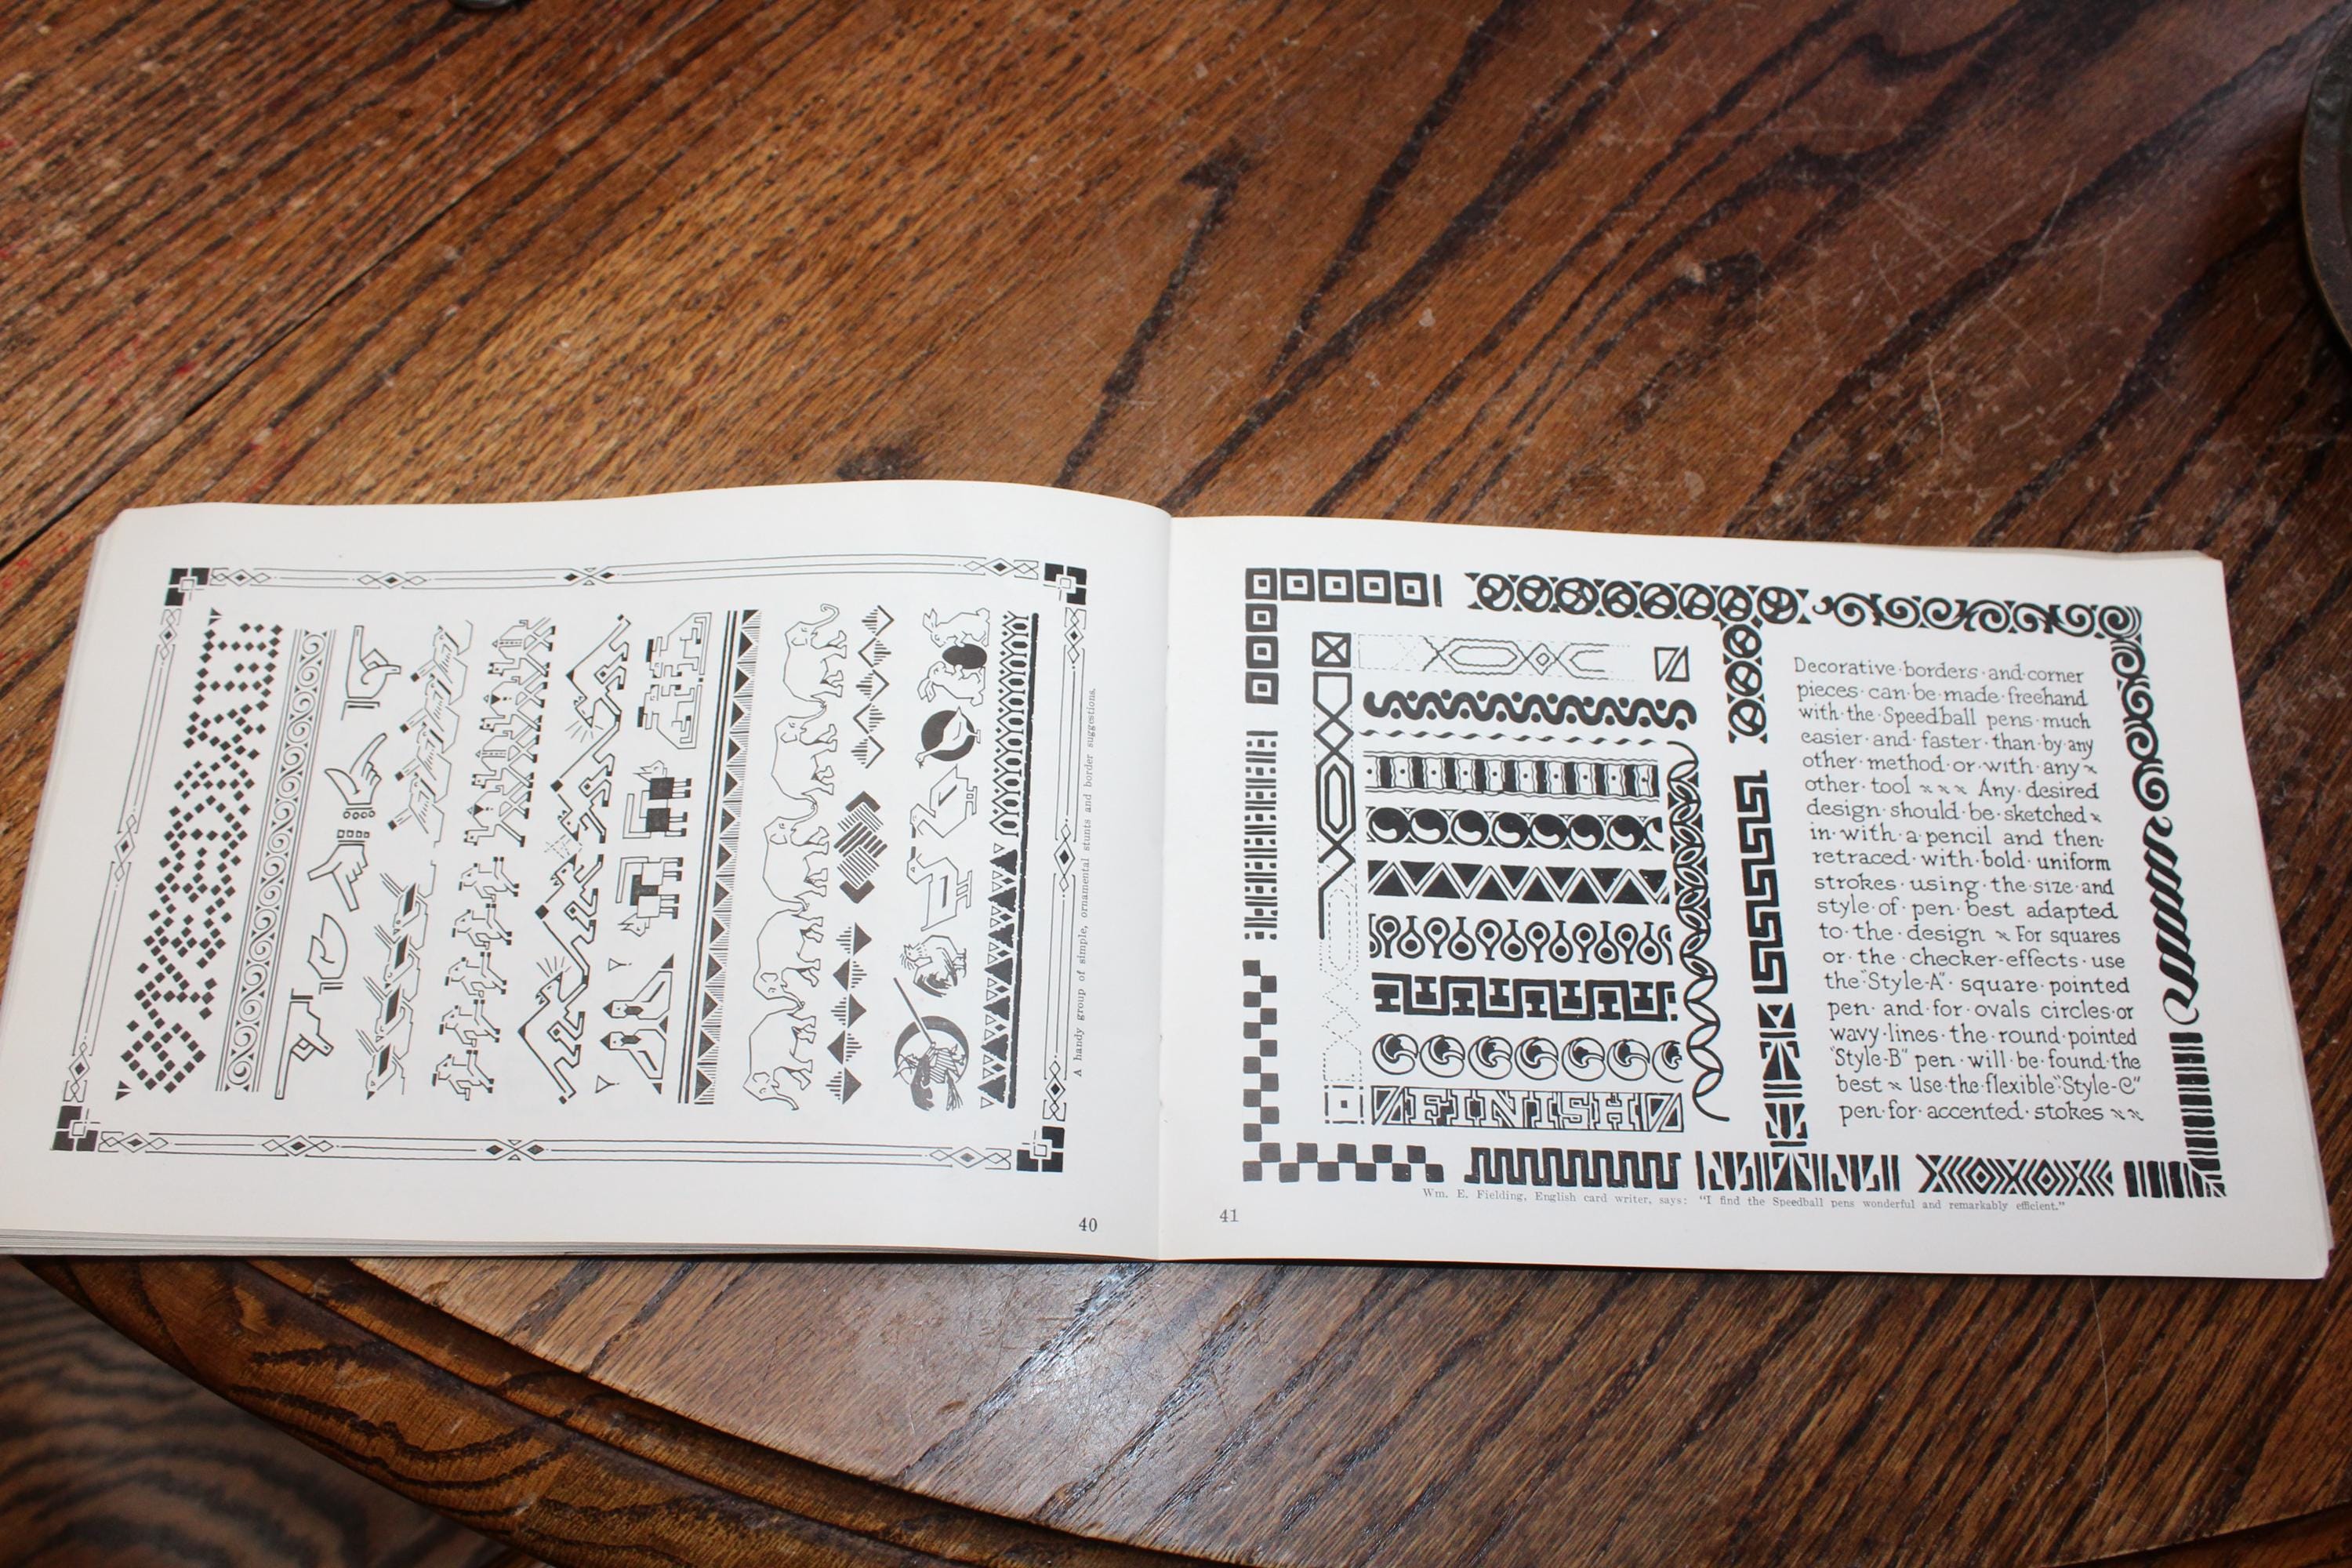 A handy group of simple, ornamental stunts and border suggestions.
40
Decorative·borders·and·corner
pieces·can·be·made·freehand
with·the·Speedball pens·much
easier·and·faster·than·by·any
other·method·or·with·any
other·tool Any·desired
design·should·be·sketched
in·with·a·pencil and then·
retraced·with·bold·uniform
strokes·using·the·size·and
style·of·pen·best adapted
to·the·design For squares
or·the·checker-effects·use
the·"Style-A"·square·pointed
pen·and·for·ovals circles·or
wavy·lines·the·round·pointed
"Style-B" pen·will·be·found·the
best Use·the·flexible "Style-C"
pen·for·accented·stokes
FINISH
Wm. E. Fielding, English card writer, says: "I find the Speedball pens wonderful and remarkably efficient."
41